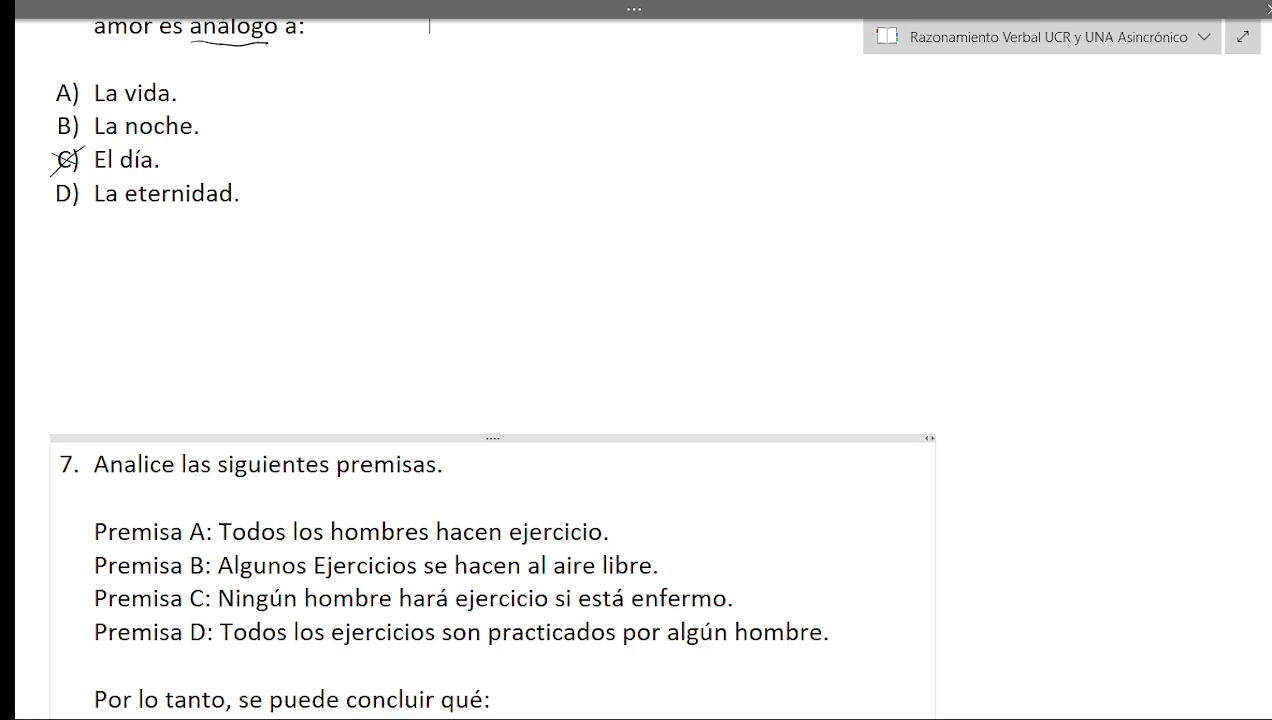 amor es análogo a:
Razonamiento Verbal UCR y UNA Asincrónico
A) La vida.
B) La noche.
C) El día.
D) La eternidad.
7. Analice las siguientes premisas.
Premisa A: Todos los hombres hacen ejercicio.
Premisa B: Algunos Ejercicios se hacen al aire libre.
Premisa C: Ningún hombre hará ejercicio si está enfermo.
Premisa D: Todos los ejercicios son practicados por algún hombre.
Por lo tanto, se puede concluir qué: